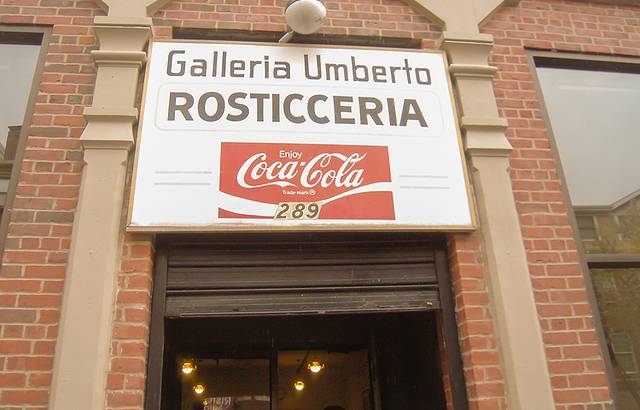 Galleria Umberto
ROSTICCERIA
Enjoy
Coca-Cola
Trade-mark ®
289